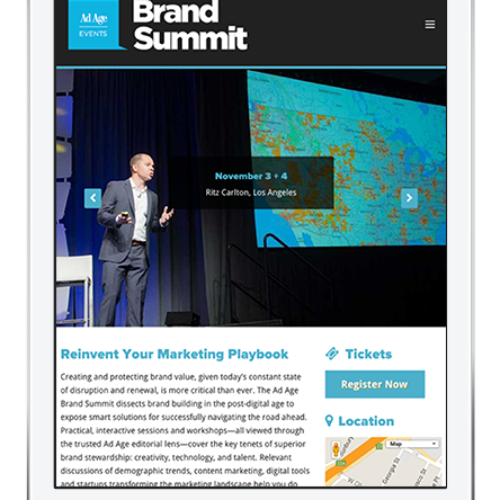 Ad Age
EVENTS
Brand
Summit
November 3 + 4
Ritz Carlton, Los Angeles
Reinvent Your Marketing Playbook
Creating and protecting brand value, given today's constant state
of disruption and renewal, is more critical than ever. The Ad Age
Brand Summit dissects brand building in the post-digital age to
expose smart solutions for successfully navigating the road ahead.
Practical, interactive sessions and workshops—all viewed through
the trusted Ad Age editorial lens—cover the key tenets of superior
brand stewardship: creativity, technology, and talent. Relevant
discussions of demographic trends, content marketing, digital tools
and startups transforming the marketing landscape help you do
Tickets
Register Now
Location
Map
Georgia St